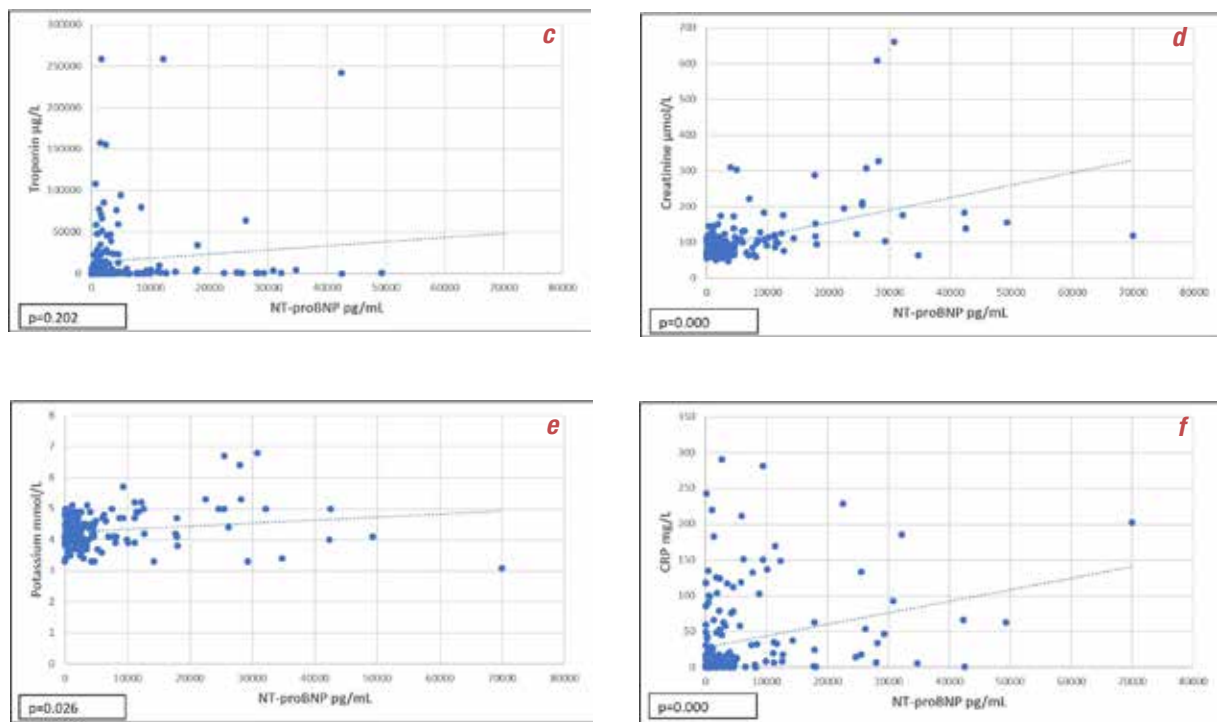 c
300000
250000
200000
150000
100000
50000
0
Troponin µg/L
0 10000 20000 30000 40000 50000 60000 70000 80000
NT-proBNP pg/mL
p=0.202
d
700
600
500
400
300
200
100
0
Creatinine µmol/L
0 10000 20000 30000 40000 50000 60000 70000 80000
NT-proBNP pg/mL
p=0.000
e
8
7
6
5
4
3
2
1
0
Potassium mmol/L
0 10000 20000 30000 40000 50000 60000 70000 80000
NT-proBNP pg/mL
p=0.026
f
350
300
250
200
150
100
50
0
CRP mg/L
0 10000 20000 30000 40000 50000 60000 70000 80000
NT-proBNP pg/mL
p=0.000